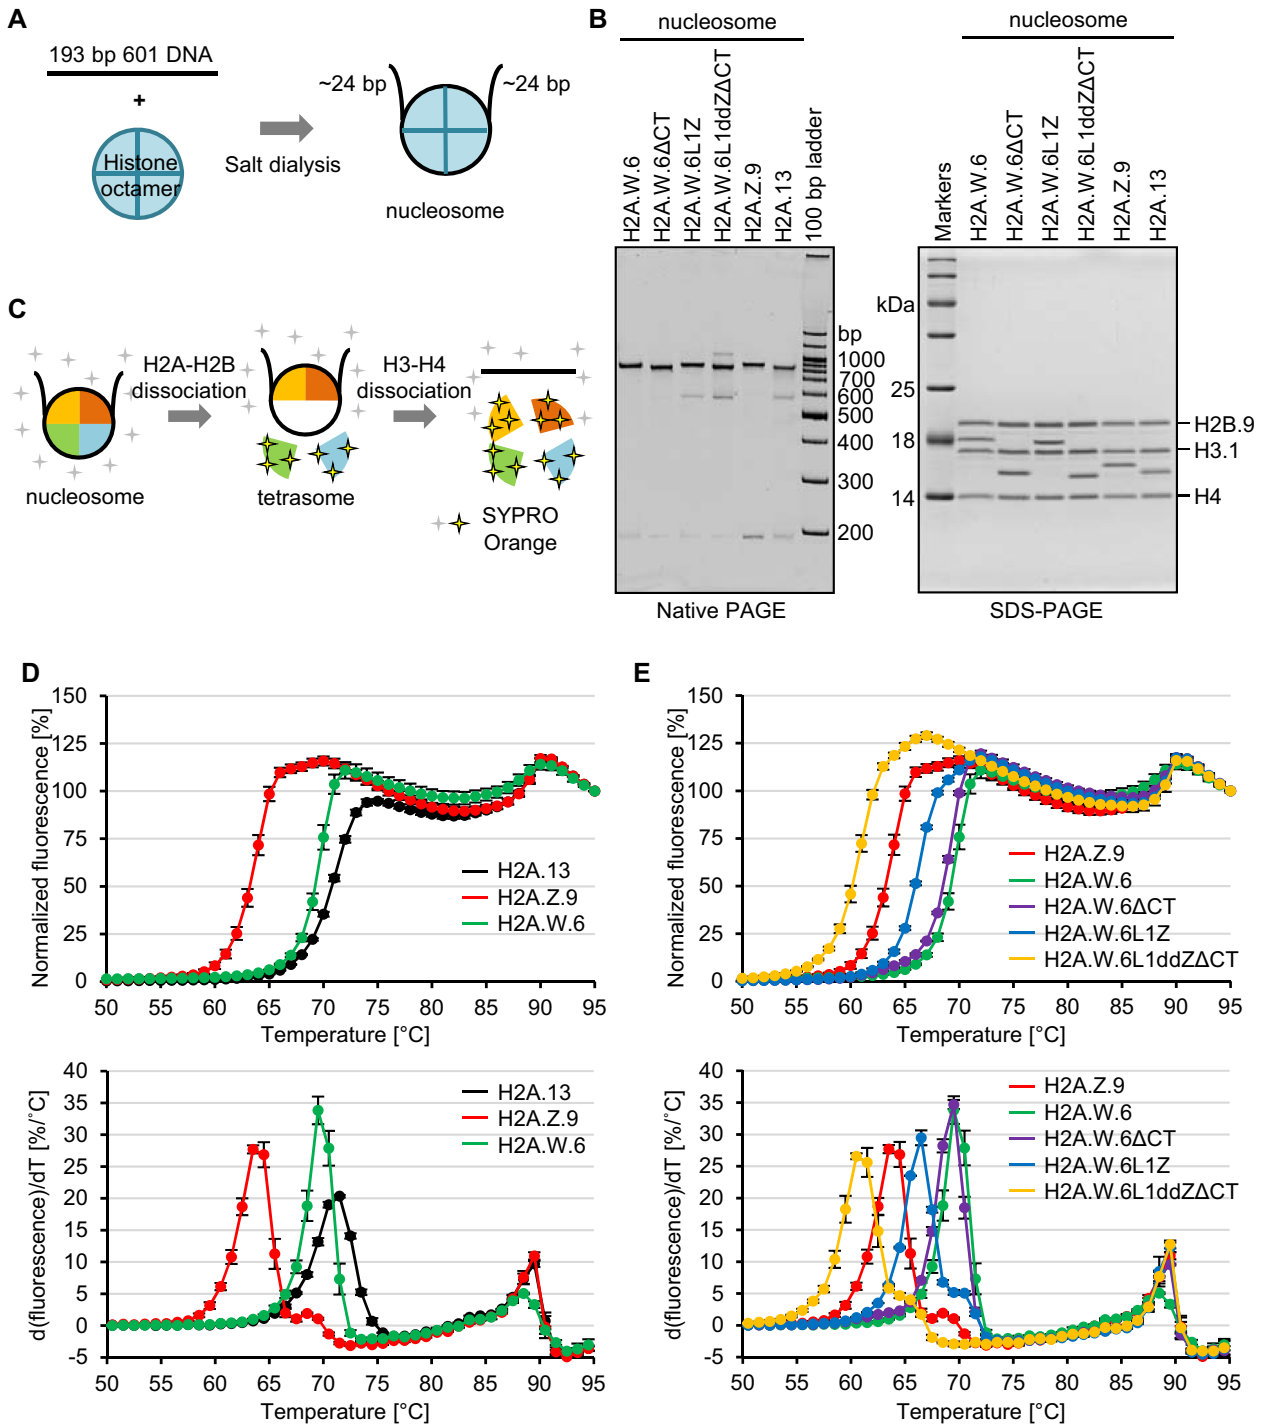 A
193 bp 601 DNA
+
Histone
octamer
Salt dialysis
~24 bp
~24 bp
nucleosome
B
nucleosome
H2A.W.6
H2A.W.6ΔCT
H2A.W.6L1Z
H2A.W.6L1ddZΔCT
H2A.Z.9
H2A.13
100 bp ladder
bp
1000
700
600
500
400
300
200
Native PAGE
nucleosome
Markers
H2A.W.6
H2A.W.6ΔCT
H2A.W.6L1Z
H2A.W.6L1ddZΔCT
H2A.Z.9
H2A.13
kDa
25
18
14
H2B.9
H3.1
H4
SDS-PAGE
C
H2A-H2B
dissociation
H3-H4
dissociation
nucleosome
tetrasome
SYPRO
Orange
D
Normalized fluorescence [%]
150
125
100
75
50
25
0
H2A.13
H2A.Z.9
H2A.W.6
50 55 60 65 70 75 80 85 90 95
Temperature [°C]
d(fluorescence)/dT [%/°C]
40
35
30
25
20
15
10
5
0
-5
H2A.13
H2A.Z.9
H2A.W.6
50 55 60 65 70 75 80 85 90 95
Temperature [°C]
E
Normalized fluorescence [%]
150
125
100
75
50
25
0
H2A.Z.9
H2A.W.6
H2A.W.6ΔCT
H2A.W.6L1Z
H2A.W.6L1ddZΔCT
50 55 60 65 70 75 80 85 90 95
Temperature [°C]
d(fluorescence)/dT [%/°C]
40
35
30
25
20
15
10
5
0
-5
H2A.Z.9
H2A.W.6
H2A.W.6ΔCT
H2A.W.6L1Z
H2A.W.6L1ddZΔCT
50 55 60 65 70 75 80 85 90 95
Temperature [°C]